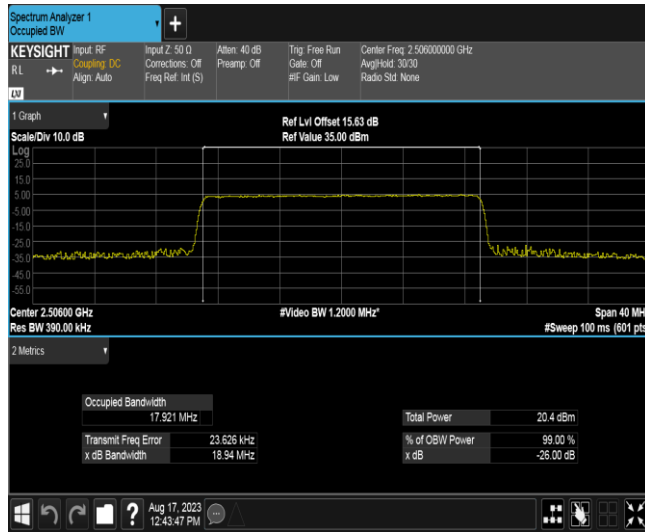 Spectrum Analyzer 1
Occupied BW
+
KEYSIGHT
RL
LXI
Input: RF
Coupling: DC
Align: Auto
Input Z: 50 Ω
Corrections: Off
Freq Ref: Int (S)
Atten: 40 dB
Preamp: Off
Trig: Free Run
Gate: Off
#IF Gain: Low
Center Freq: 2.506000000 GHz
Avg|Hold: 30/30
Radio Std: None
1 Graph
Scale/Div 10.0 dB
Ref Lvl Offset 15.63 dB
Ref Value 35.00 dBm
Log
25.0
15.0
5.00
-5.00
-15.0
-25.0
-35.0
-45.0
-55.0
Center 2.50600 GHz
Res BW 390.00 kHz
#Video BW 1.2000 MHz*
Span 40 MH
#Sweep 100 ms (601 pts
2 Metrics
Occupied Bandwidth
17.921 MHz
Transmit Freq Error 23.626 kHz
x dB Bandwidth 18.94 MHz
Total Power 20.4 dBm
% of OBW Power 99.00 %
x dB -26.00 dB
?
Aug 17, 2023
12:43:47 PM